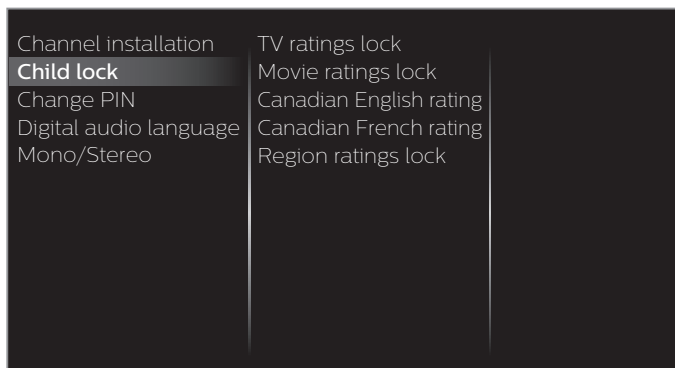 Channel installation
Child lock
Change PIN
Digital audio language
Mono/Stereo
TV ratings lock
Movie ratings lock
Canadian English rating
Canadian French rating
Region ratings lock